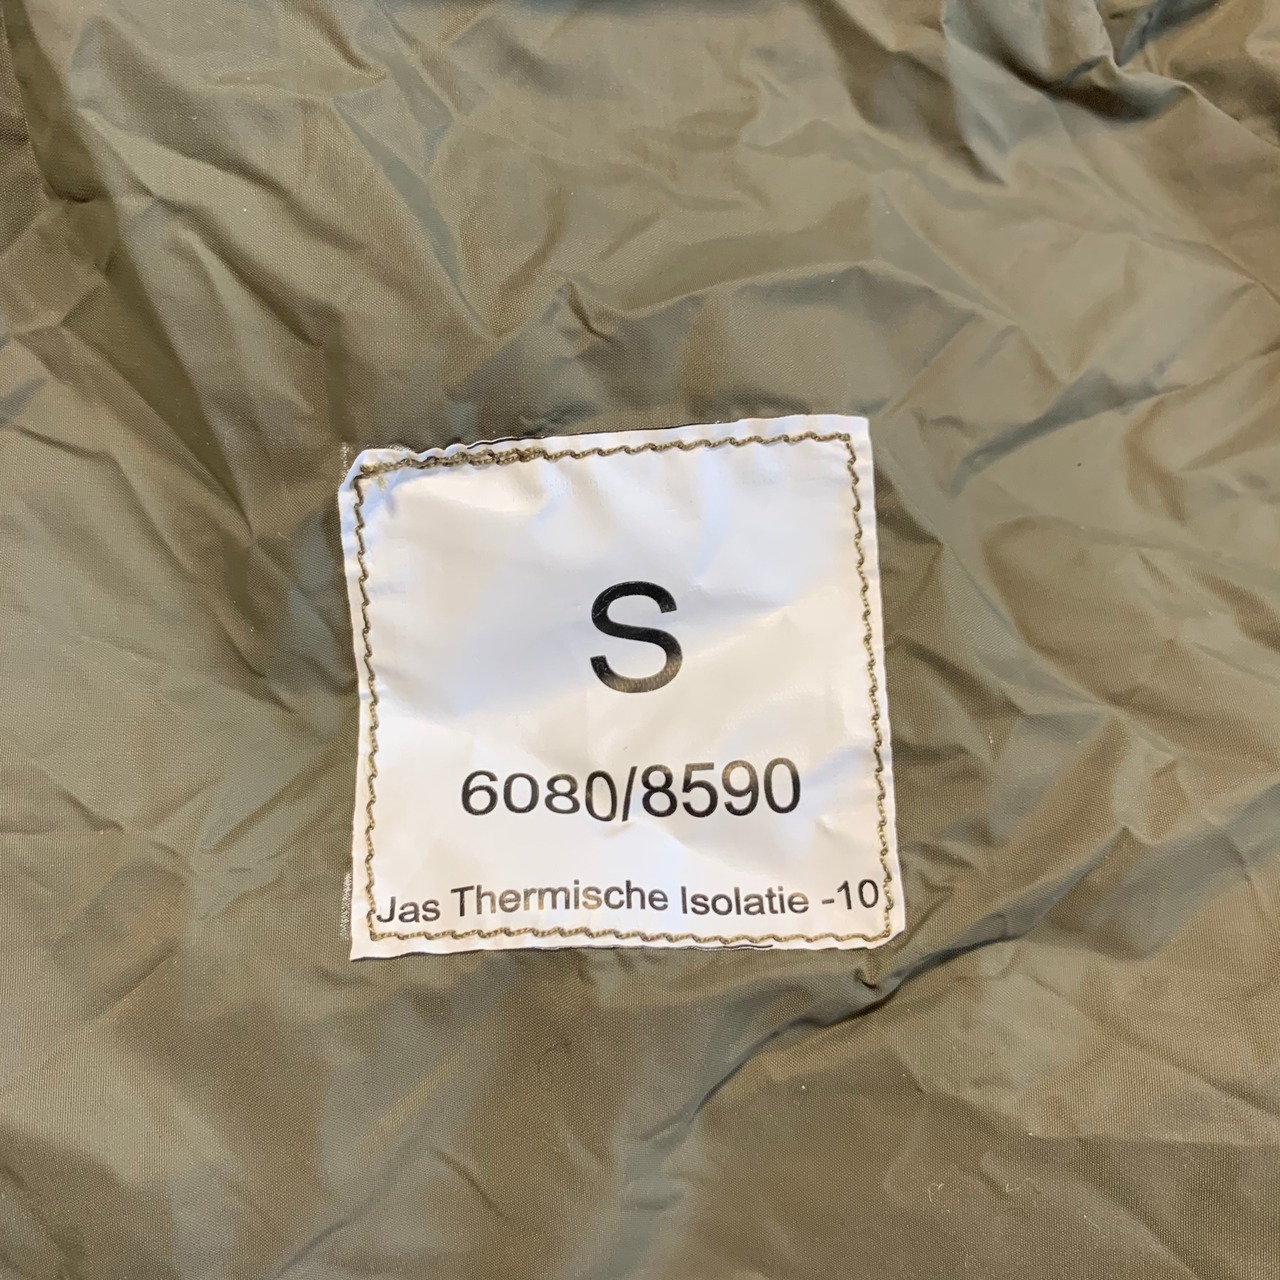 S
6080/8590
Jas Thermische Isolatie -10